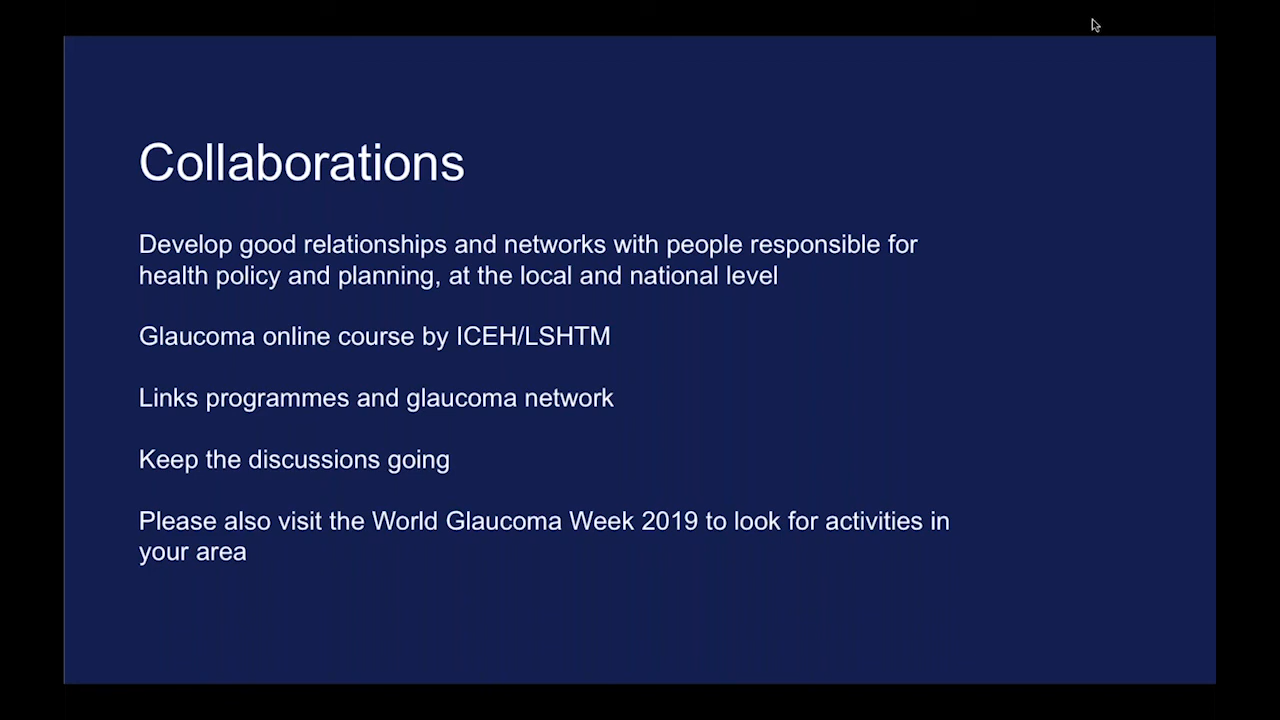 Collaborations
Develop good relationships and networks with people responsible for
health policy and planning, at the local and national level
Glaucoma online course by ICEH/LSHTM
Links programmes and glaucoma network
Keep the discussions going
Please also visit the World Glaucoma Week 2019 to look for activities in
your area